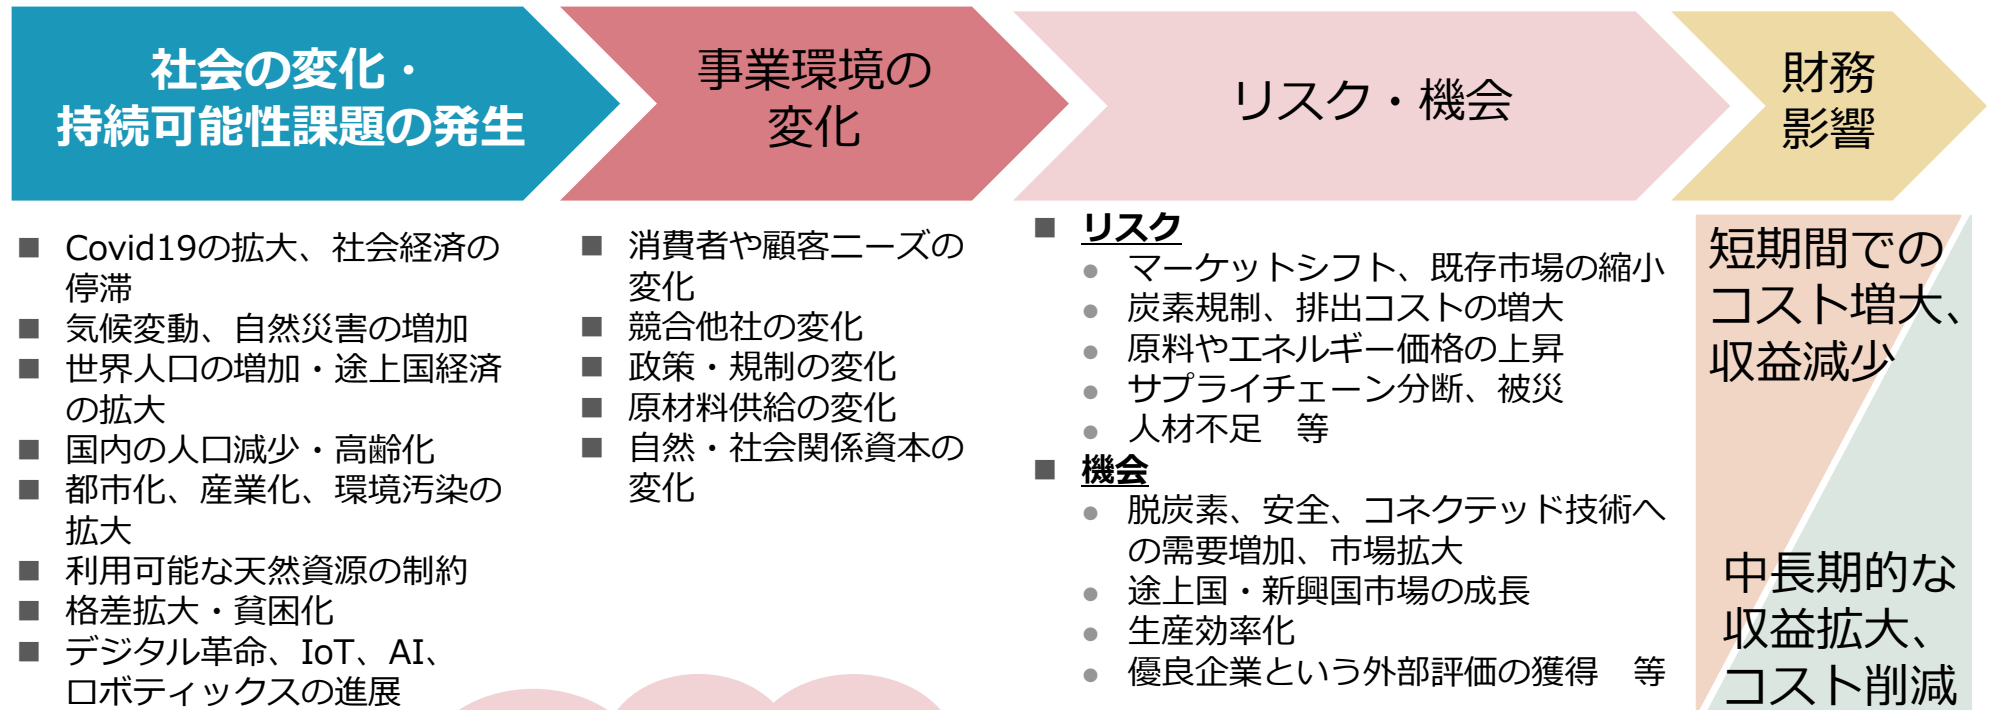 社会の変化・
持続可能性課題の発生
事業環境の
変化
リスク・機会
財務
影響
■ Covid19の拡大、社会経済の
停滞
■ 気候変動、自然災害の増加
■ 世界人口の増加・途上国経済
の拡大
■ 国内の人口減少・高齢化
■ 都市化、産業化、環境汚染の
拡大
■ 利用可能な天然資源の制約
■ 格差拡大・貧困化
■ デジタル革命、IoT、AI、
ロボティックスの進展
■ 消費者や顧客ニーズの
変化
■ 競合他社の変化
■ 政策・規制の変化
■ 原材料供給の変化
■ 自然・社会関係資本の
変化
■ リスク
● マーケットシフト、既存市場の縮小
● 炭素規制、排出コストの増大
● 原料やエネルギー価格の上昇
● サプライチェーン分断、被災
● 人材不足　等
■ 機会
● 脱炭素、安全、コネクテッド技術へ
の需要増加、市場拡大
● 途上国・新興国市場の成長
● 生産効率化
● 優良企業という外部評価の獲得　等
短期間での
コスト増大、
収益減少
中長期的な
収益拡大、
コスト削減